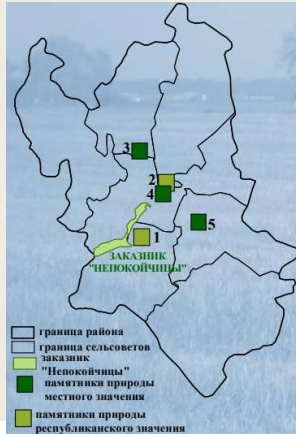 3
2
4
5
1
ЗАКАЗНИК
"НЕПОКОЙЧИЦЫ"
граница района
граница сельсоветов
заказник
"Непокойчицы"
памятники природы
местного значения
памятники природы
республиканского значения